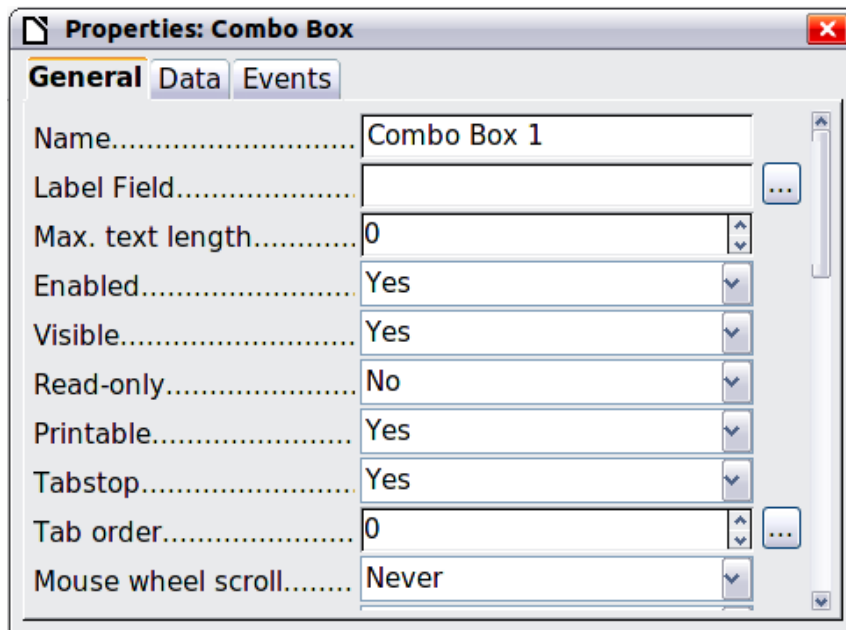 Properties: Combo Box
General Data Events
Name........................... Combo Box 1
Label Field..................... ...
Max. text length............ 0
Enabled......................... Yes
Visible........................... Yes
Read-only...................... No
Printable........................ Yes
Tabstop......................... Yes
Tab order....................... 0 ...
Mouse wheel scroll........ Never